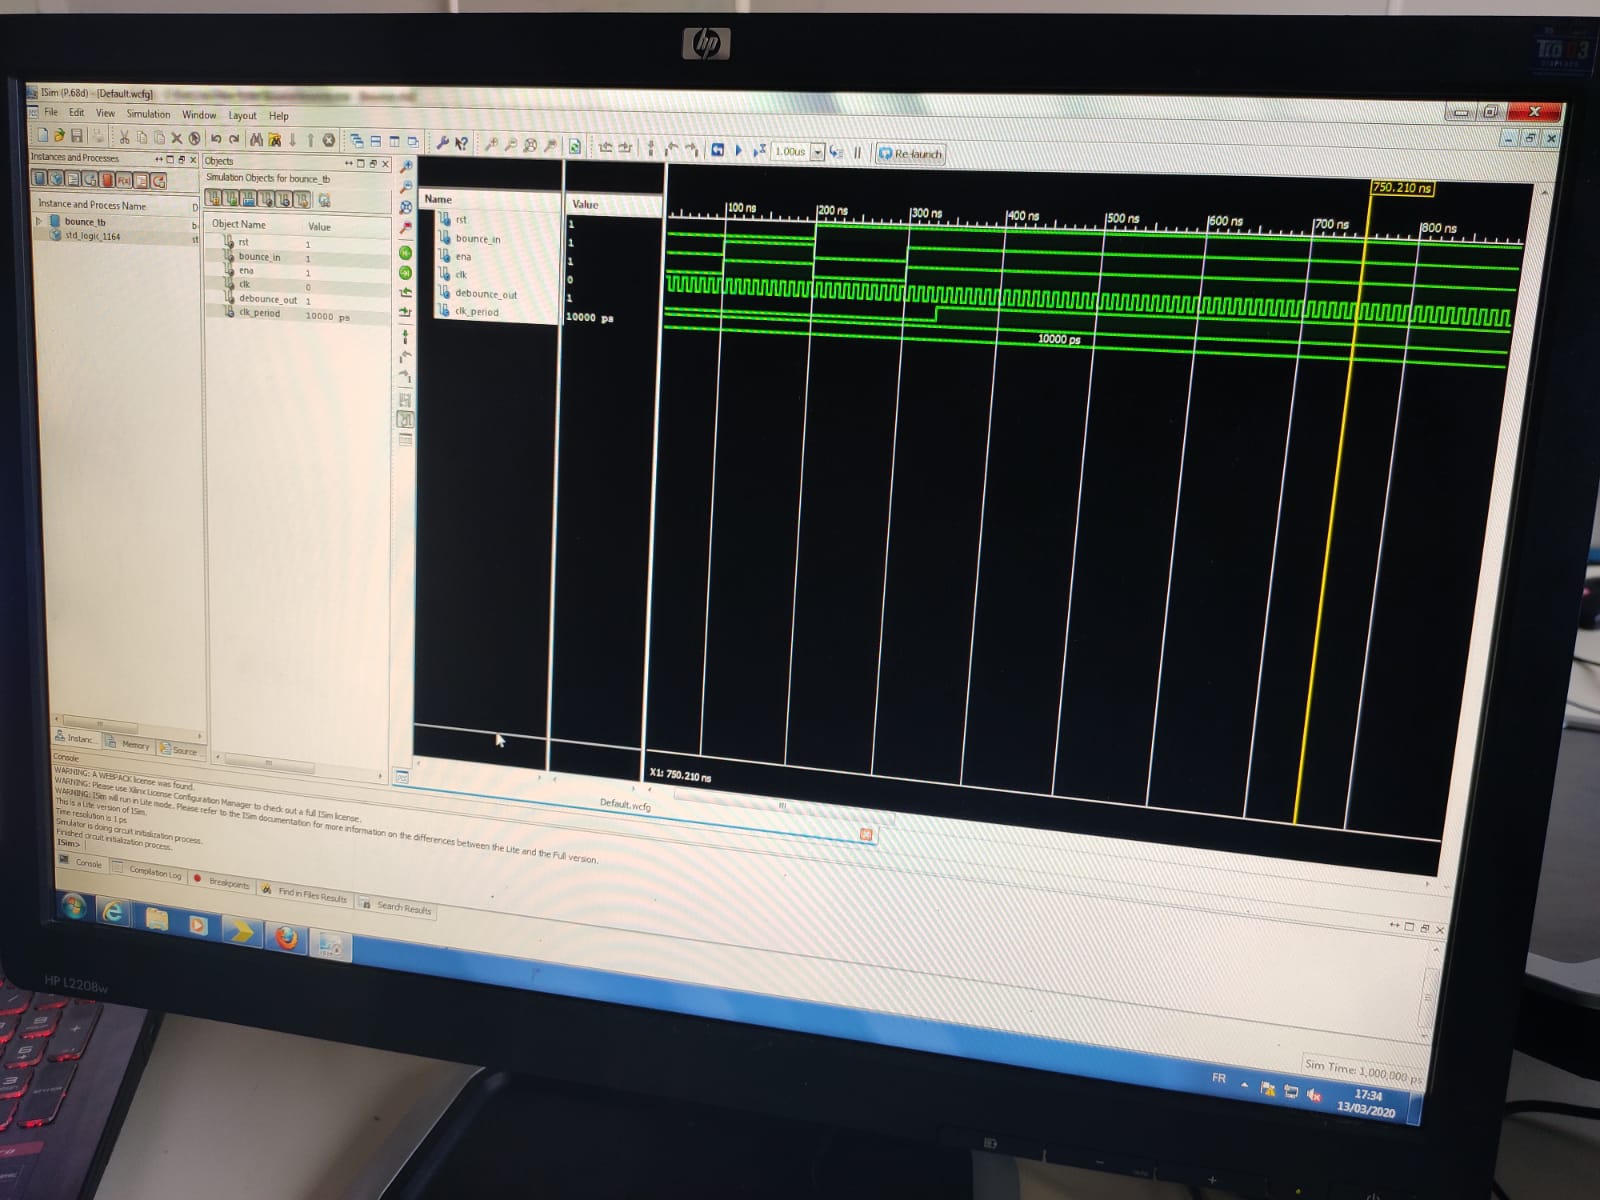 hp
ISim (P.68d) - [Default.wcfg]
File Edit View Simulation Window Layout Help
1.00us
Re-launch
Instances and Processes
Instance and Process Name
D
bounce_tb
b
std_logic_1164
st
Instanc...
Memory
Source
Objects
Simulation Objects for bounce_tb
Object Name Value
rst 1
bounce_in 1
ena 1
clk 0
debounce_out 1
clk_period 10000 ps
Name Value
rst 1
bounce_in 1
ena 1
clk 0
debounce_out 1
clk_period 10000 ps
750.210 ns
100 ns 200 ns 300 ns 400 ns 500 ns 600 ns 700 ns 800 ns
10000 ps
X1: 750.210 ns
Default.wcfg
Console
WARNING: A WEBPACK license was found.
WARNING: Please use Xilinx License Configuration Manager to check out a full ISim license.
WARNING: ISim will run in Lite mode. Please refer to the ISim documentation for more information on the differences between the Lite and the Full version.
This is a Lite version of ISim.
Time resolution is 1 ps
Simulator is doing circuit initialization process.
Finished circuit initialization process.
ISim>
Console Compilation Log Breakpoints Find in Files Results Search Results
Sim Time: 1,000,000 ps
FR
17:34
13/03/2020
HP L2208w